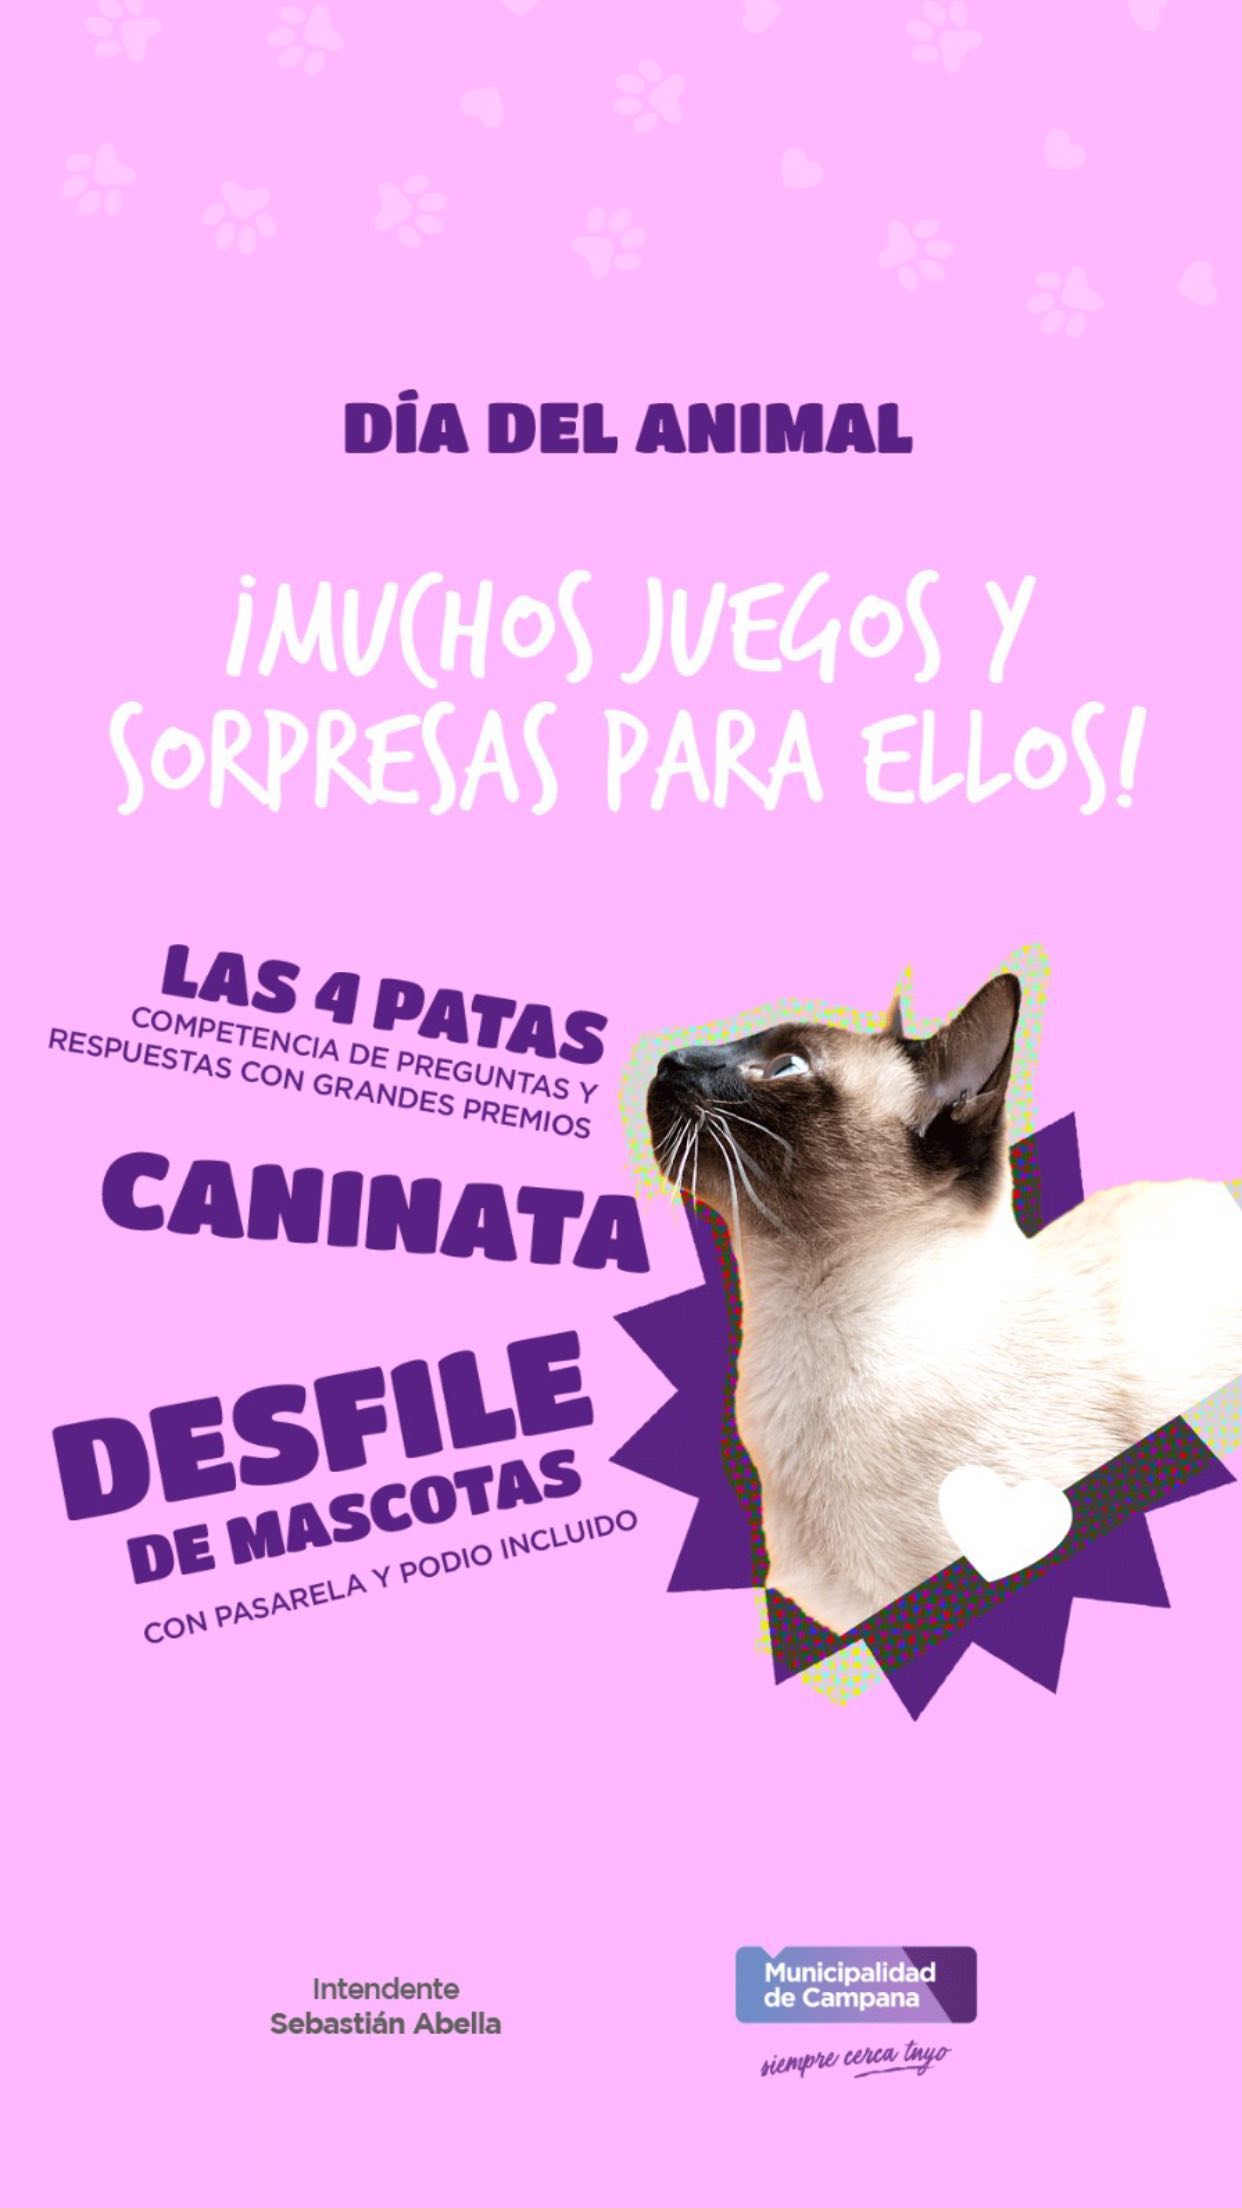 DÍA DEL ANIMAL
¡MUCHOS JUEGOS Y
SORPRESAS PARA ELLOS!
LAS 4 PATAS
COMPETENCIA DE PREGUNTAS Y
RESPUESTAS CON GRANDES PREMIOS
CANINATA
DESFILE
DE MASCOTAS
CON PASARELA Y PODIO INCLUIDO
Intendente
Sebastián Abella
Municipalidad
de Campana
siempre cerca tuyo